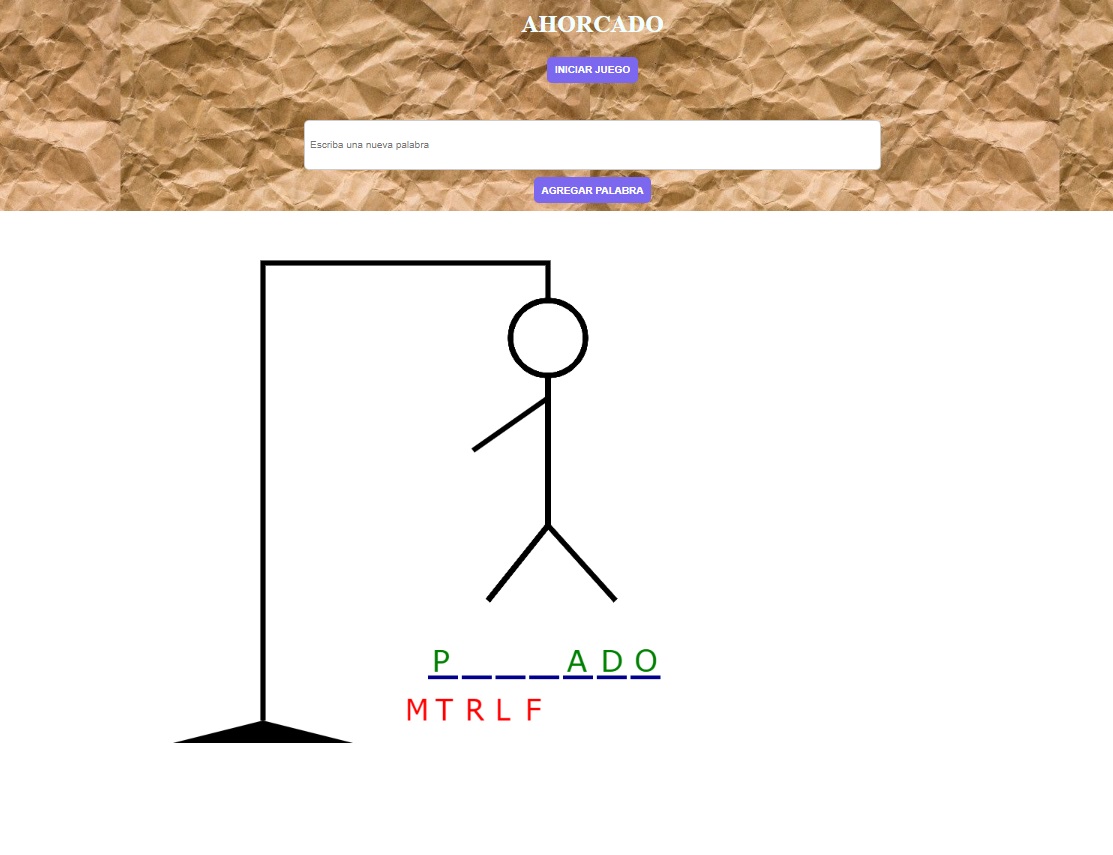 AHORCADO
INICIAR JUEGO
Escriba una nueva palabra
AGREGAR PALABRA
P _ _ _ A D O
M T R L F